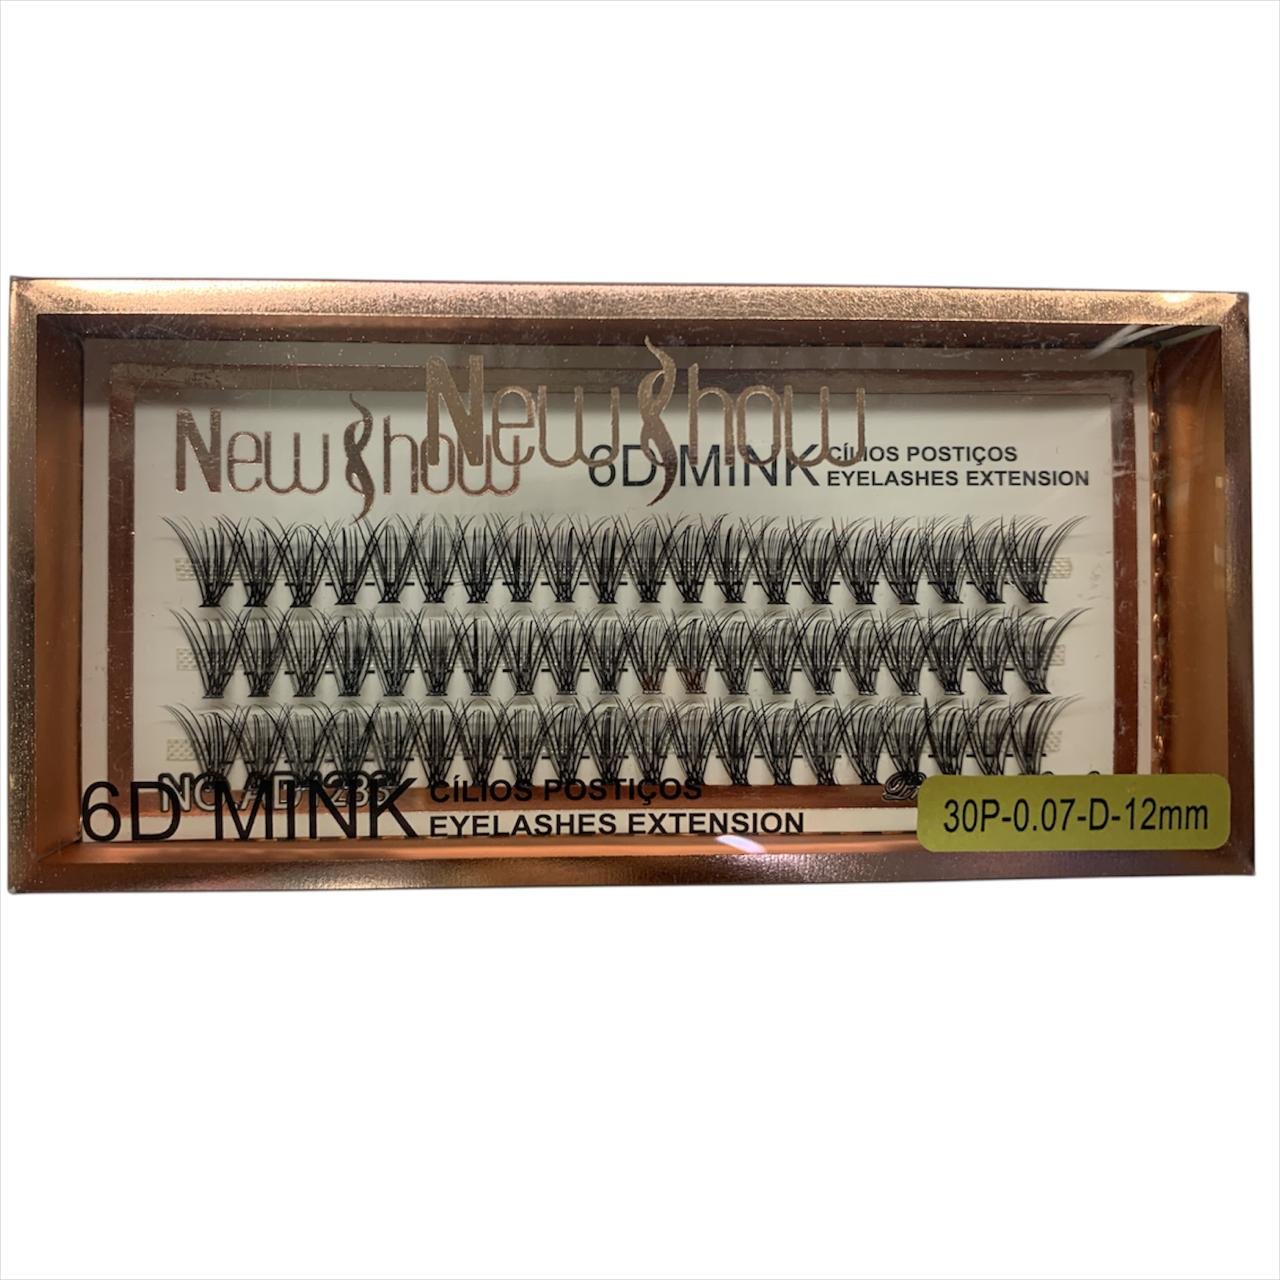 New Show
New Show
6D MINK
CÍLIOS POSTIÇOS
EYELASHES EXTENSION
6D MINK
CÍLIOS POSTIÇOS
EYELASHES EXTENSION
30P-0.07-D-12mm